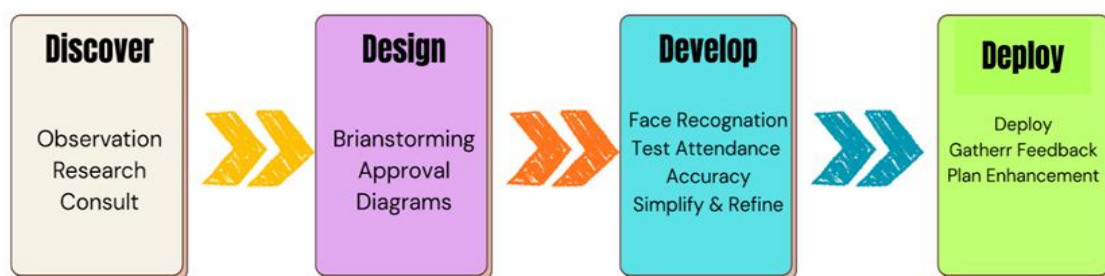 Discover
Observation
Research
Consult
Design
Brianstorming
Approval
Diagrams
Develop
Face Recognation
Test Attendance
Accuracy
Simplify & Refine
Deploy
Deploy
Gatherr Feedback
Plan Enhancement